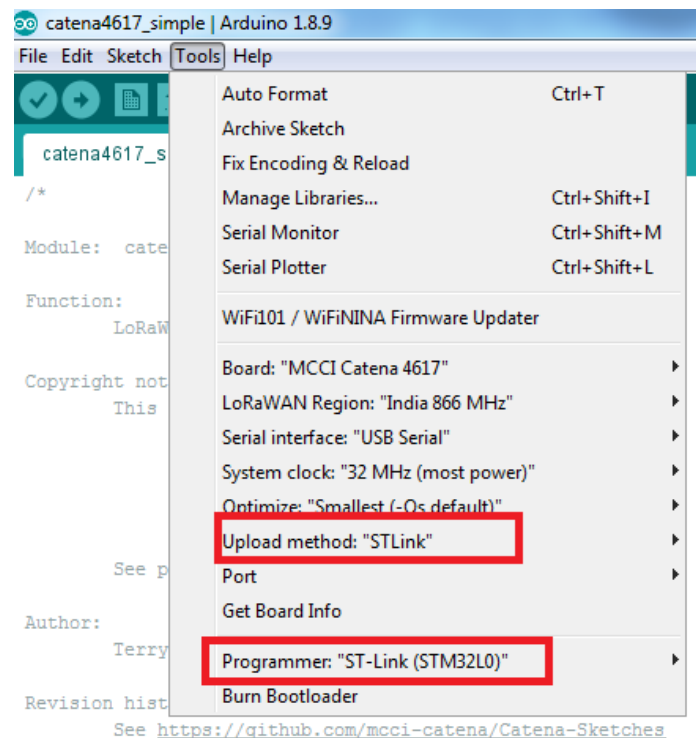 catena4617_simple | Arduino 1.8.9
File Edit Sketch Tools Help
catena4617_s
Auto Format Ctrl+T
Archive Sketch
Fix Encoding & Reload
Manage Libraries... Ctrl+Shift+I
Serial Monitor Ctrl+Shift+M
Serial Plotter Ctrl+Shift+L
WiFi101 / WiFiNINA Firmware Updater
Board: "MCCI Catena 4617"
LoRaWAN Region: "India 866 MHz"
Serial interface: "USB Serial"
System clock: "32 MHz (most power)"
Optimize: "Smallest (-Os default)"
Upload method: "STLink"
Port
Get Board Info
Programmer: "ST-Link (STM32L0)"
Burn Bootloader
/*
Module: cate
Function:
LoRaW
Copyright not
This
See p
Author:
Terry
Revision hist
See https://github.com/mcci-catena/Catena-Sketches